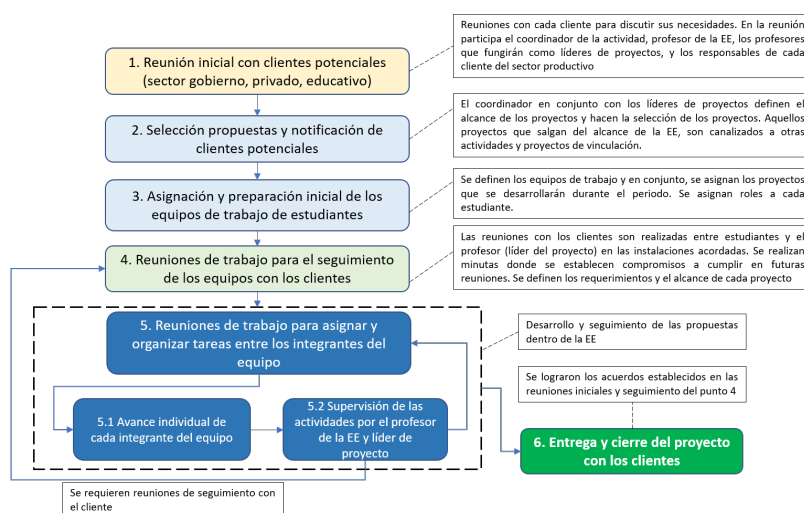 Reuniones con cada cliente para discutir sus necesidades. En la reunión
participa el coordinador de la actividad, profesor de la EE, los profesores
que fungirán como líderes de proyectos, y los responsables de cada
cliente del sector productivo
1. Reunión inicial con clientes potenciales
(sector gobierno, privado, educativo)
El coordinador en conjunto con los líderes de proyectos definen el
alcance de los proyectos y hacen la selección de los proyectos. Aquellos
proyectos que salgan del alcance de la EE, son canalizados a otras
actividades y proyectos de vinculación.
2. Selección propuestas y notificación de
clientes potenciales
Se definen los equipos de trabajo y en conjunto, se asignan los proyectos
que se desarrollarán durante el periodo. Se asignan roles a cada
estudiante.
3. Asignación y preparación inicial de los
equipos de trabajo de estudiantes
Las reuniones con los clientes son realizadas entre estudiantes y el
profesor (líder del proyecto) en las instalaciones acordadas. Se realizan
minutas donde se establecen compromisos a cumplir en futuras
reuniones. Se definen los requerimientos y el alcance de cada proyecto
4. Reuniones de trabajo para el seguimiento
de los equipos con los clientes
5. Reuniones de trabajo para asignar y
organizar tareas entre los integrantes del
equipo
Desarrollo y seguimiento de las propuestas
dentro de la EE
Se lograron los acuerdos establecidos en las
reuniones iniciales y seguimiento del punto 4
5.1 Avance individual de
cada integrante del equipo
5.2 Supervisión de las
actividades por el profesor
de la EE y líder de
proyecto
6. Entrega y cierre del proyecto
con los clientes
Se requieren reuniones de seguimiento con
el cliente